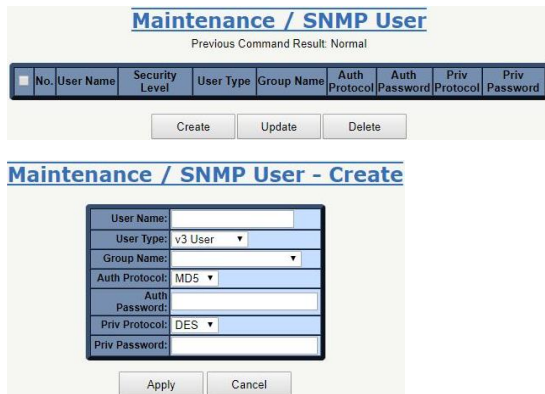 Maintenance / SNMP User
Previous Command Result: Normal
No. User Name Security Level User Type Group Name Auth Protocol Auth Password Priv Protocol Priv Password
Create Update Delete
Maintenance / SNMP User - Create
User Name:
User Type: v3 User
Group Name:
Auth Protocol: MD5
Auth Password:
Priv Protocol: DES
Priv Password:
Apply Cancel